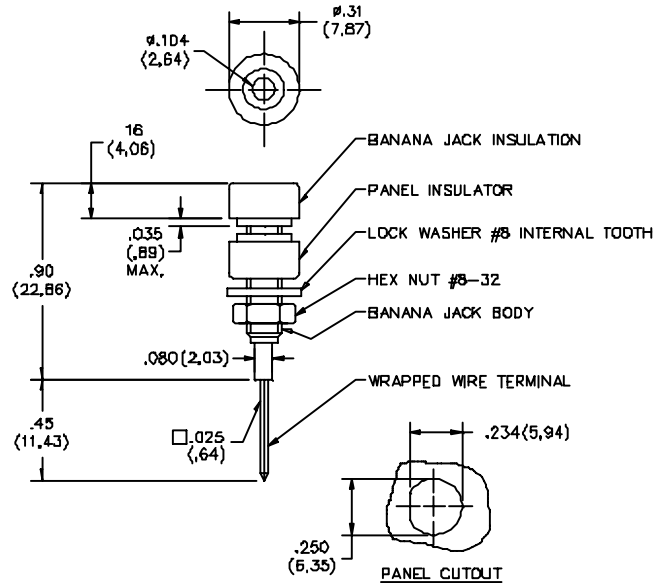 ø.31
(7,87)
ø.104
(2,64)
16
(4,06)
BANANA JACK INSULATION
PANEL INSULATOR
.035
(,89)
MAX.
LOCK WASHER #8 INTERNAL TOOTH
.90
(22,86)
HEX NUT #8-32
BANANA JACK BODY
.080(2,03)
WRAPPED WIRE TERMINAL
.45
(11,43)
.025
(,64)
.234(5,94)
.250
(6,35)
PANEL CUTOUT